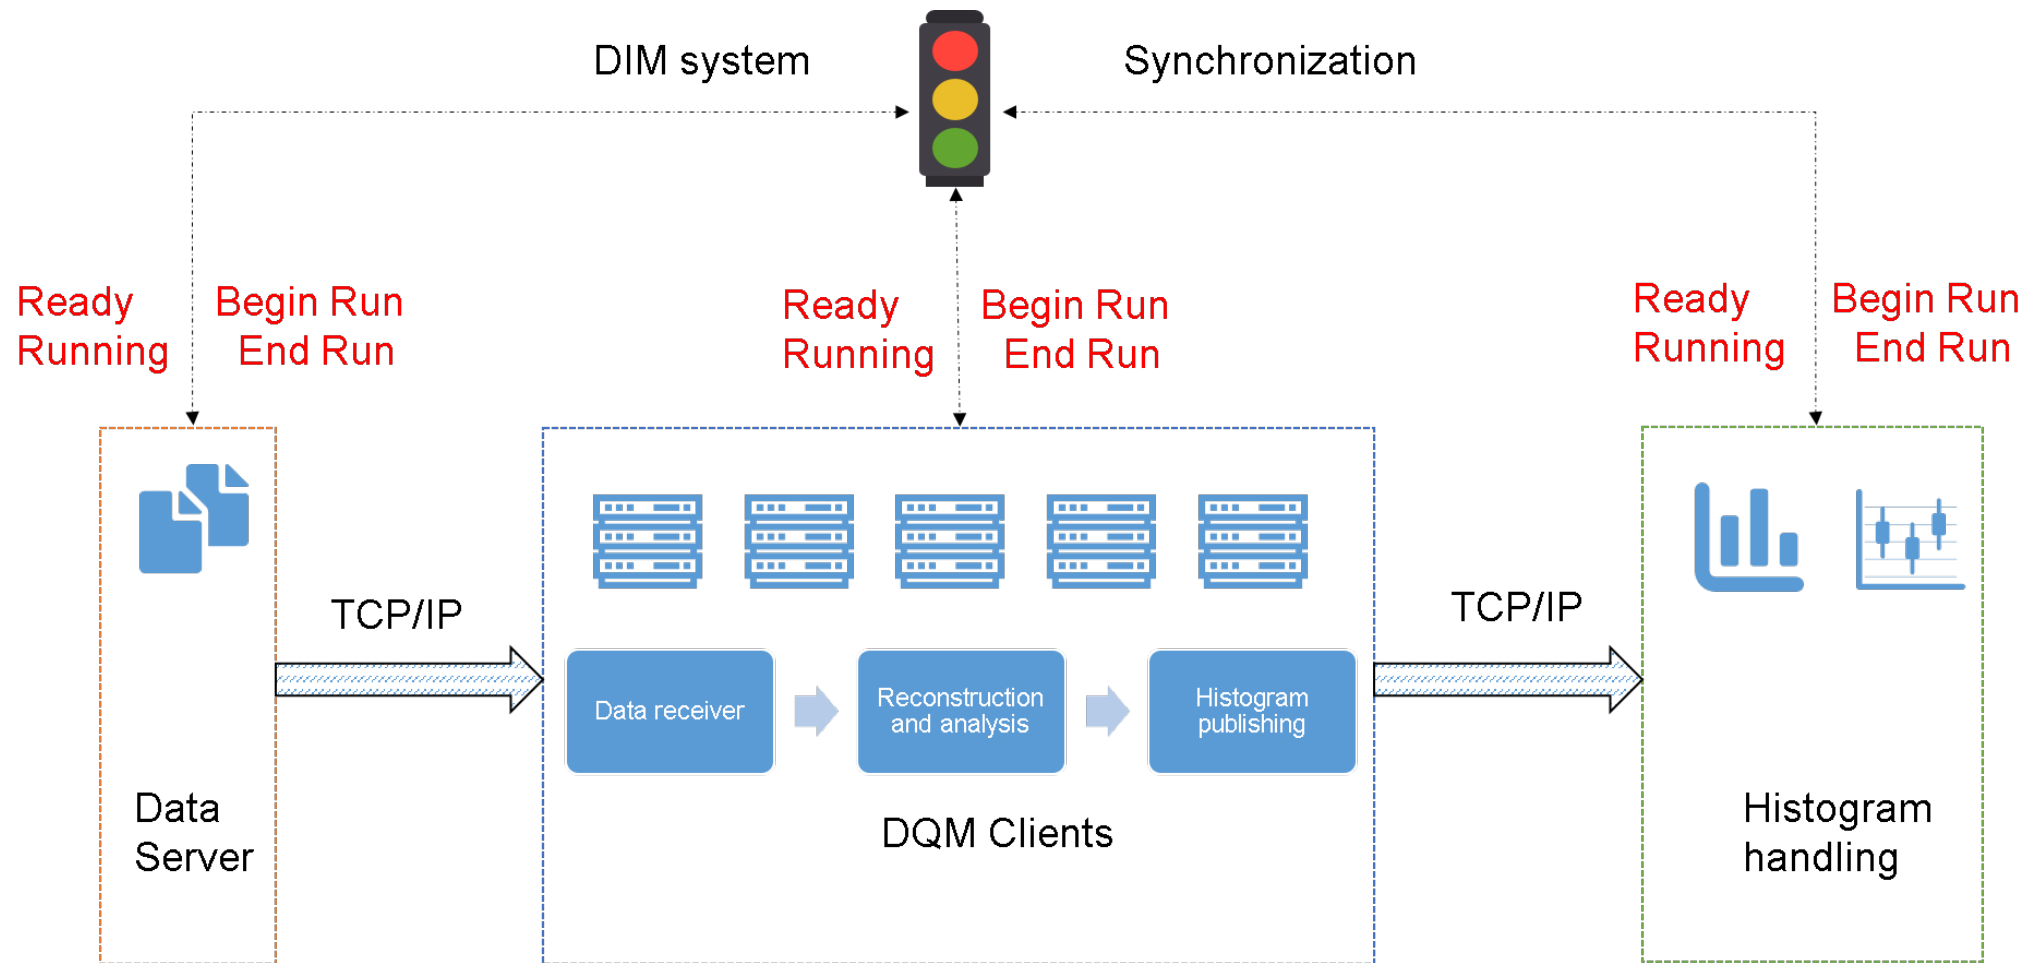 DIM system
Synchronization
Ready
Running
Begin Run
End Run
Ready
Running
Begin Run
End Run
Ready
Running
Begin Run
End Run
TCP/IP
TCP/IP
Data receiver
Reconstruction
and analysis
Histogram
publishing
Data
Server
DQM Clients
Histogram
handling